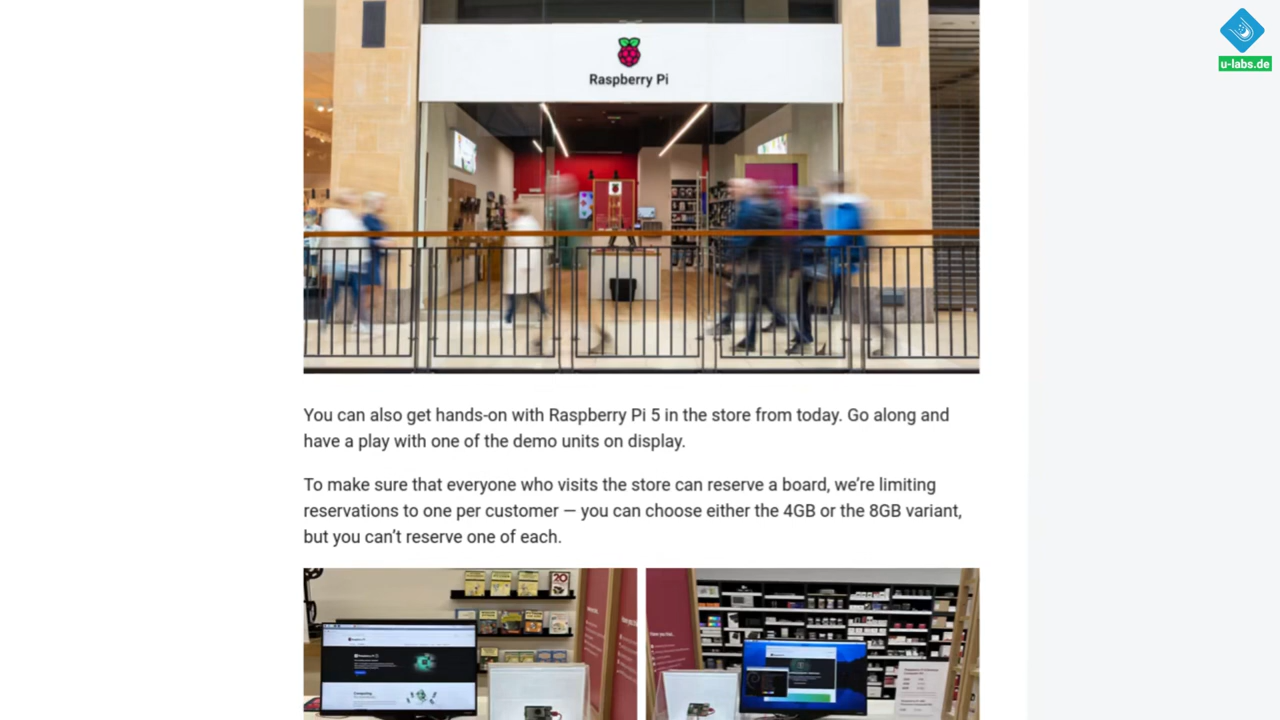 u-labs.de
Raspberry Pi
You can also get hands-on with Raspberry Pi 5 in the store from today. Go along and
have a play with one of the demo units on display.
To make sure that everyone who visits the store can reserve a board, we’re limiting
reservations to one per customer — you can choose either the 4GB or the 8GB variant,
but you can’t reserve one of each.
20
Computing